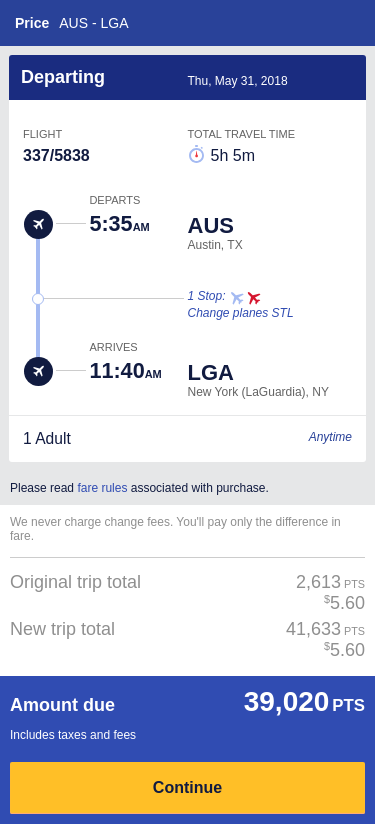 Price AUS - LGA
Departing Thu, May 31, 2018
FLIGHT TOTAL TRAVEL TIME
337/5838 5h 5m
DEPARTS
5:35AM AUS
Austin, TX
1 Stop:
Change planes STL
ARRIVES
11:40AM LGA
New York (LaGuardia), NY
1 Adult Anytime
Please read fare rules associated with purchase.
We never charge change fees. You'll pay only the difference in
fare.
Original trip total 2,613 PTS
$5.60
New trip total 41,633 PTS
$5.60
Amount due 39,020 PTS
Includes taxes and fees
Continue